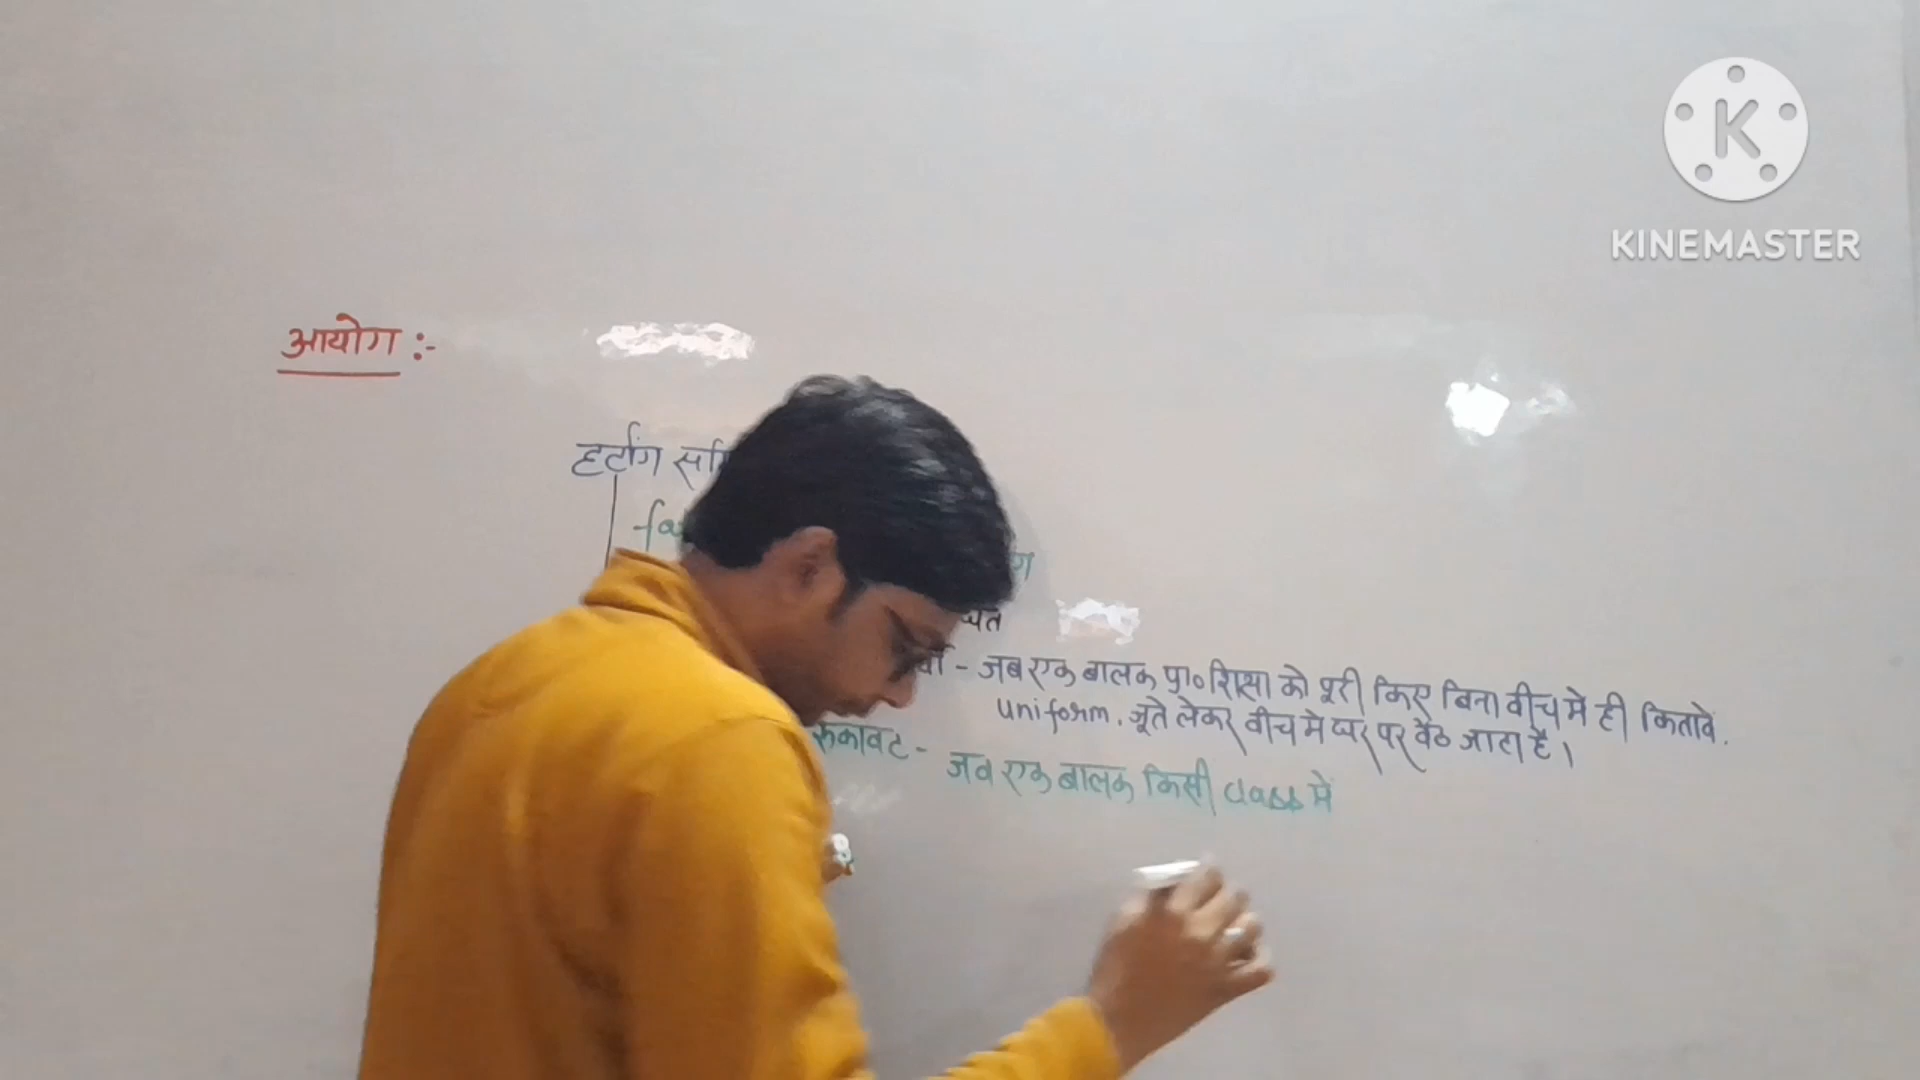 KINEMASTER
आयोग :-
हर्टांग
- जब एक बालक प्रा० शिक्षा को पूरी किए बिना बीच मे ही किताबे,
uniform, जूते लेकर बीच मे घर पर बैठ जाता है।
रुकावट - जब एक बालक किसी class में